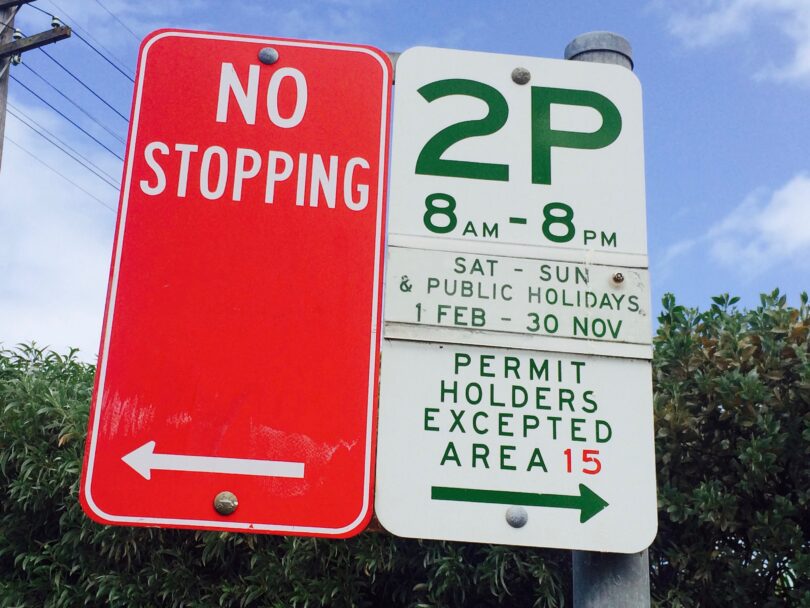 NO
STOPPING
2P
8AM - 8PM
SAT - SUN
& PUBLIC HOLIDAYS
1 FEB - 30 NOV
PERMIT
HOLDERS
EXCEPTED
AREA 15